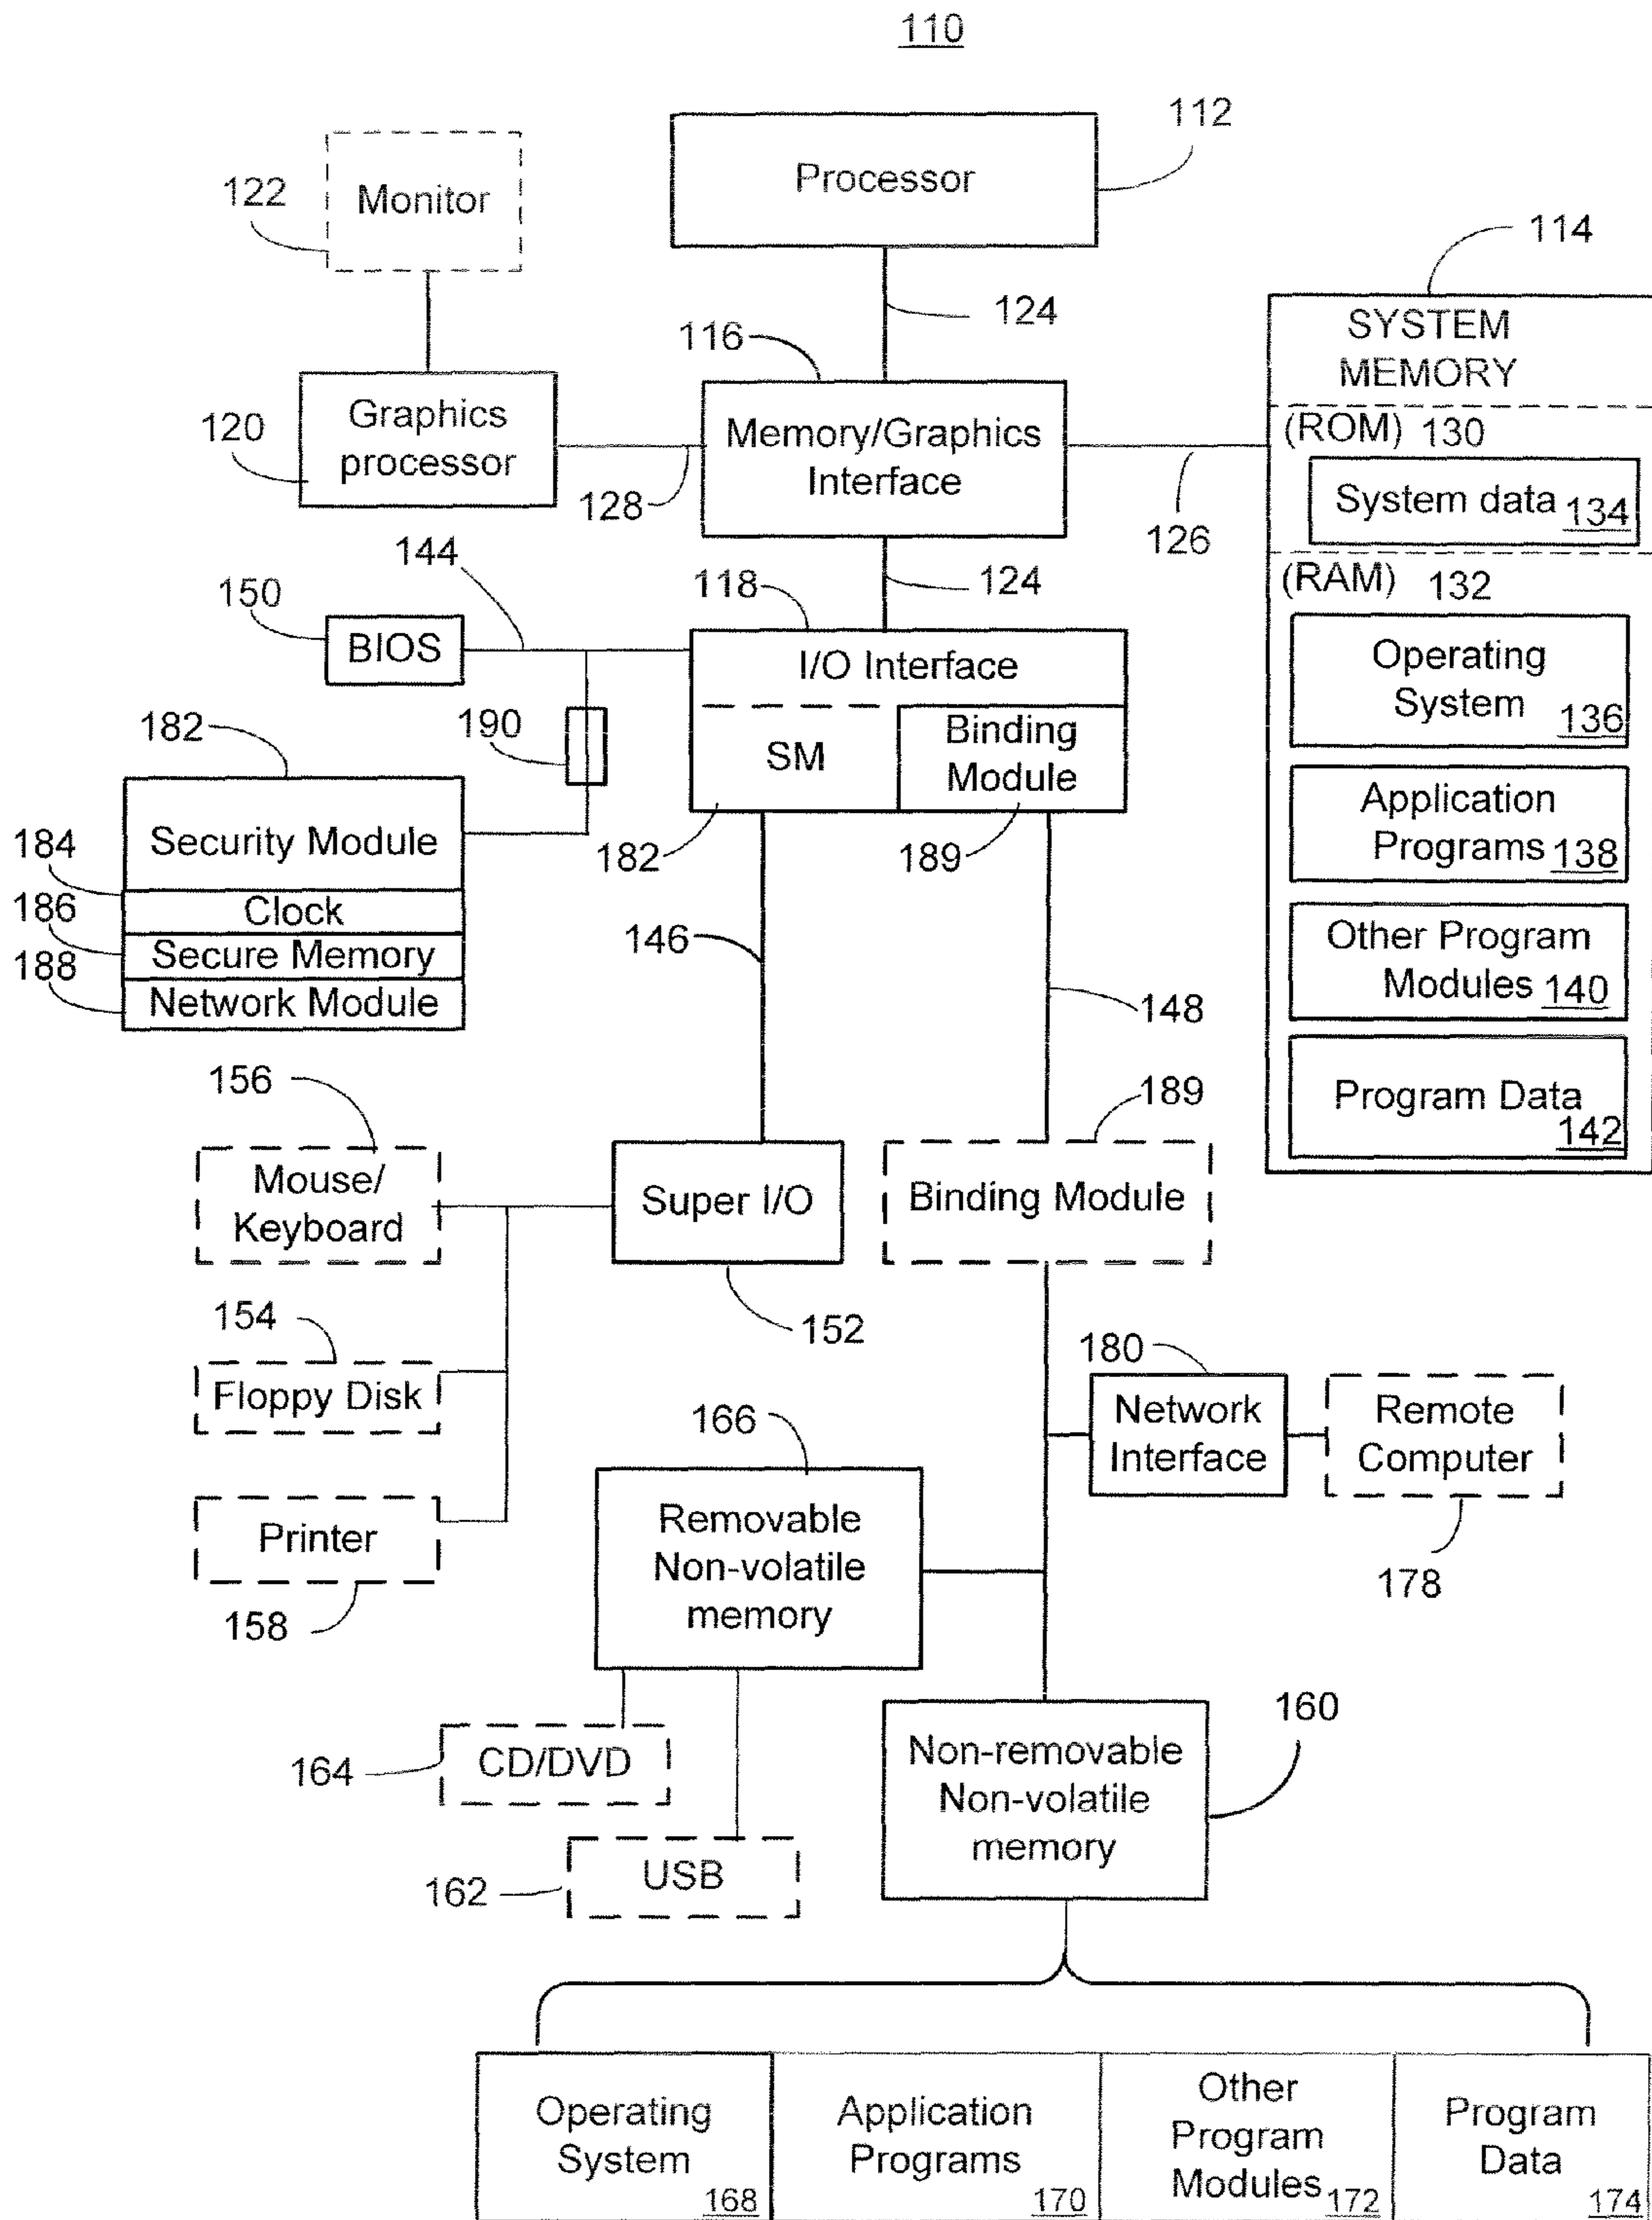 110
112
Processor
122
Monitor
114
124
116
SYSTEM
MEMORY
120
Graphics
processor
Memory/Graphics
Interface
128
126
(ROM) 130
System data 134
(RAM) 132
Operating
System 136
Application
Programs 138
Other Program
Modules 140
Program Data
142
144
118
124
150
BIOS
I/O Interface
190
SM
Binding
Module
182
182
189
Security Module
184
Clock
186
Secure Memory
188
Network Module
146
148
156
Mouse/
Keyboard
Super I/O
152
189
Binding Module
154
Floppy Disk
180
Network
Interface
Remote
Computer
178
166
Removable
Non-volatile
memory
Printer
158
164
CD/DVD
162
USB
160
Non-removable
Non-volatile
memory
Operating
System
168
Application
Programs
170
Other
Program
Modules 172
Program
Data
174